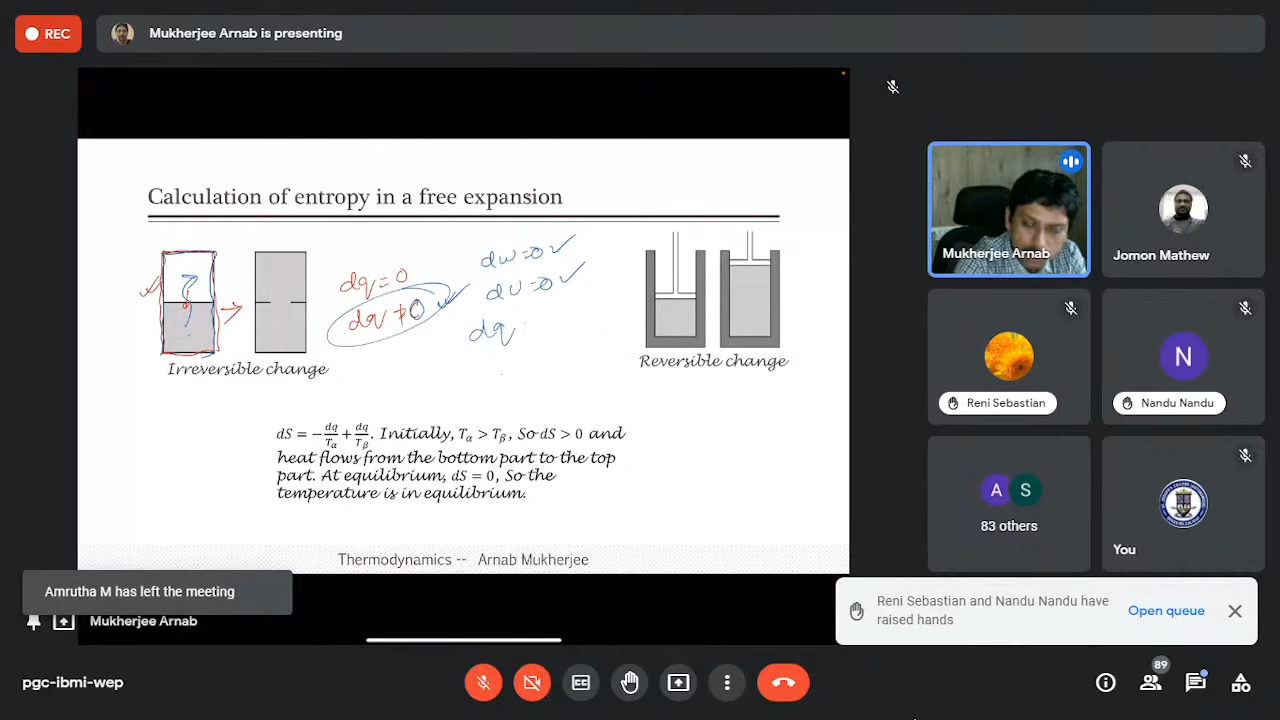 REC
Mukherjee Arnab is presenting
Calculation of entropy in a free expansion
?
dq = 0
dq ≠ 0
dw = 0 ✓
dU = 0 ✓
dq
Irreversible change
Reversible change
dS = − dq/Tα + dq/Tβ. Initially, Tα > Tβ, So dS > 0 and
heat flows from the bottom part to the top
part. At equilibrium, dS = 0, So the
temperature is in equilibrium.
Thermodynamics -- Arnab Mukherjee
Mukherjee Arnab
Jomon Mathew
Reni Sebastian
N
Nandu Nandu
A S
83 others
You
Amrutha M has left the meeting
Mukherjee Arnab
Reni Sebastian and Nandu Nandu have
raised hands
Open queue
pgc-ibmi-wep
CC
89